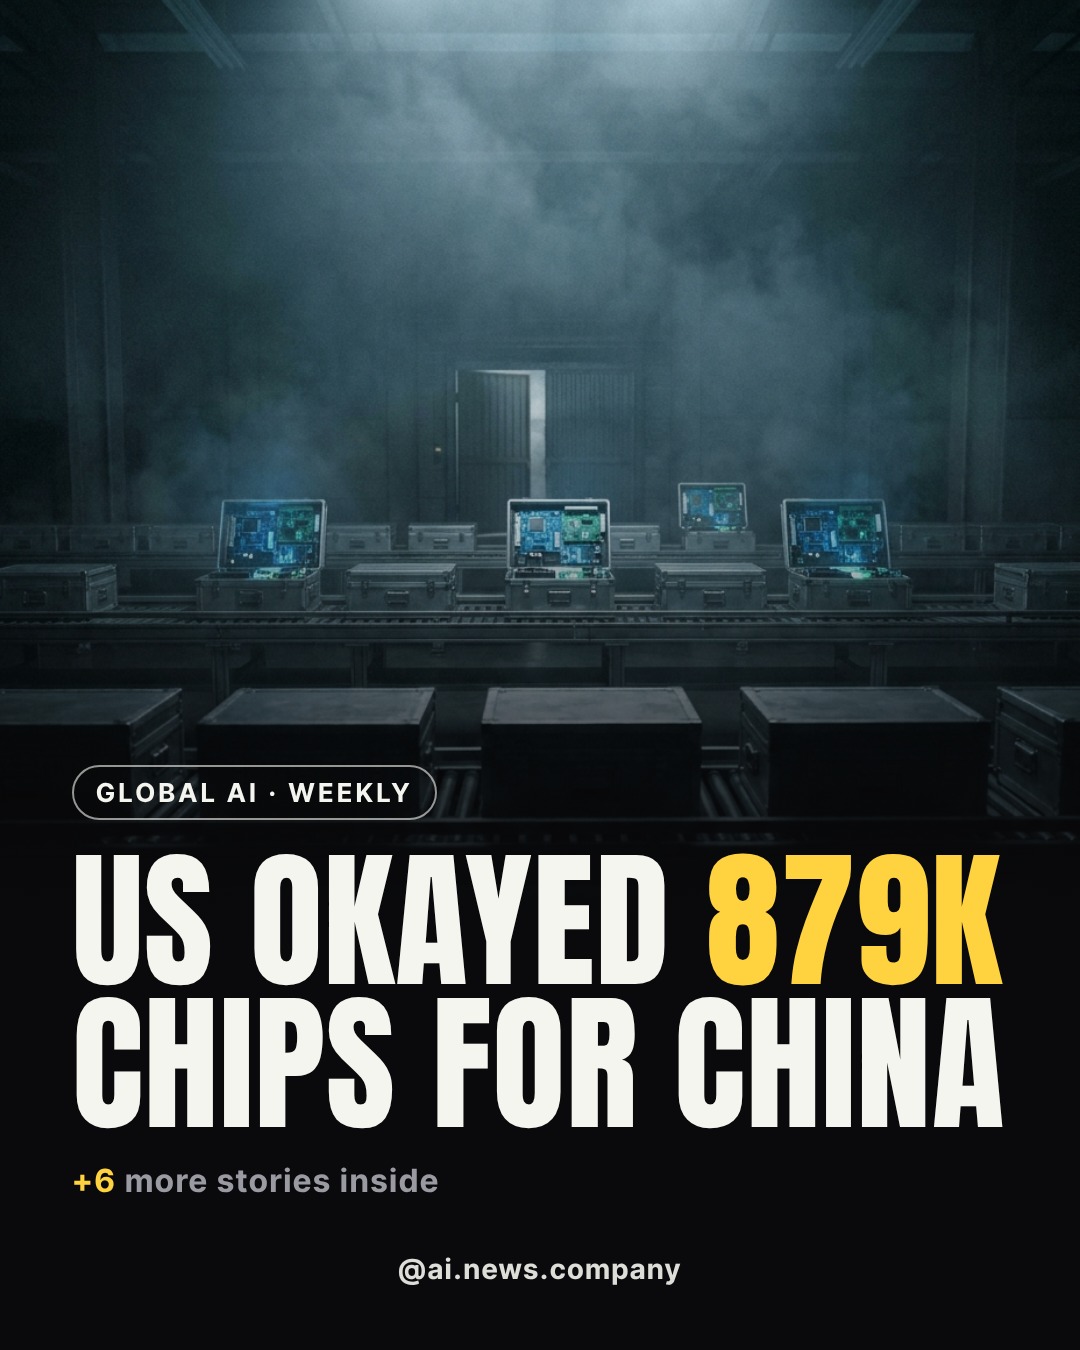 GLOBAL AI · WEEKLY
US OKAYED 879K
CHIPS FOR CHINA
+6 more stories inside
@ai.news.company